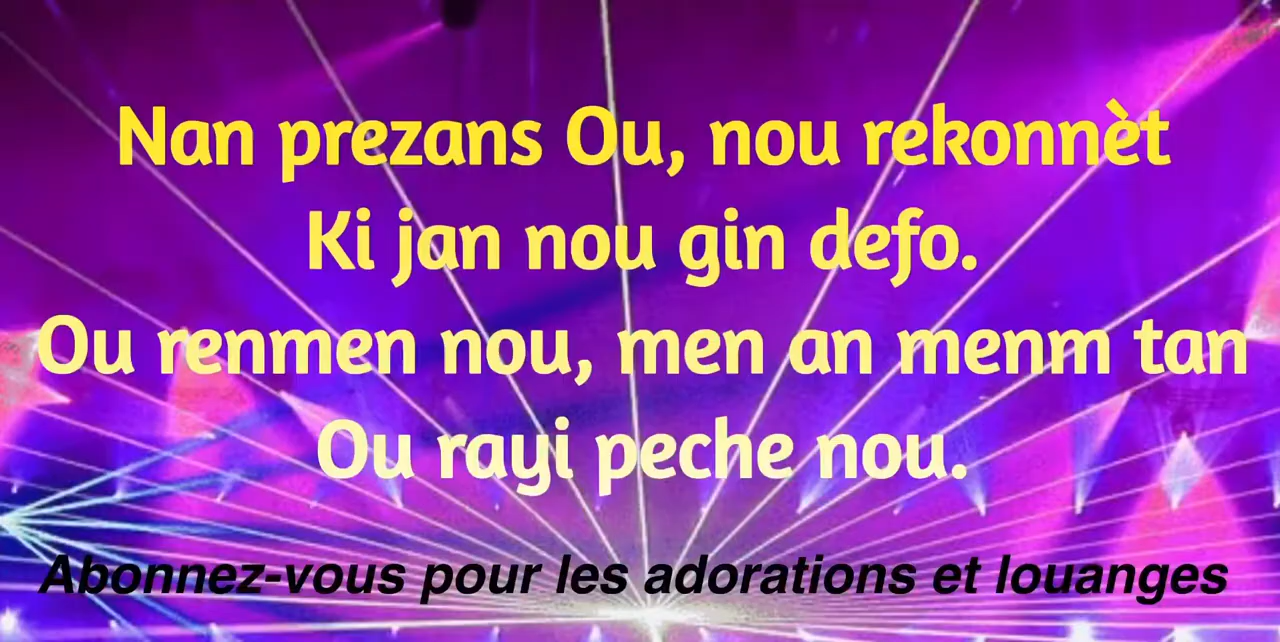 Nan prezans Ou, nou rekonnèt
Ki jan nou gin defo.
Ou renmen nou, men an menm tan
Ou rayi peche nou.
Abonnez-vous pour les adorations et louanges